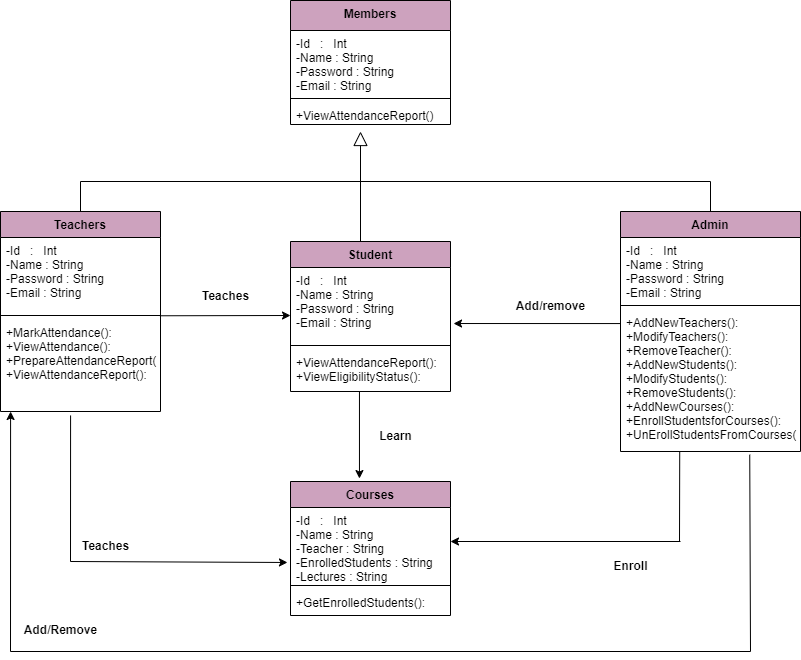 Members
-Id : Int
-Name : String
-Password : String
-Email : String
+ViewAttendanceReport()
Teachers
-Id : Int
-Name : String
-Password : String
-Email : String
+MarkAttendance():
+ViewAttendance():
+PrepareAttendanceReport(
+ViewAttendanceReport():
Teaches
Student
-Id : Int
-Name : String
-Password : String
-Email : String
+ViewAttendanceReport():
+ViewEligibilityStatus():
Add/remove
Admin
-Id : Int
-Name : String
-Password : String
-Email : String
+AddNewTeachers():
+ModifyTeachers():
+RemoveTeacher():
+AddNewStudents():
+ModifyStudents():
+RemoveStudents():
+AddNewCourses():
+EnrollStudentsforCourses():
+UnErollStudentsFromCourses(
Learn
Courses
-Id : Int
-Name : String
-Teacher : String
-EnrolledStudents : String
-Lectures : String
+GetEnrolledStudents():
Teaches
Enroll
Add/Remove